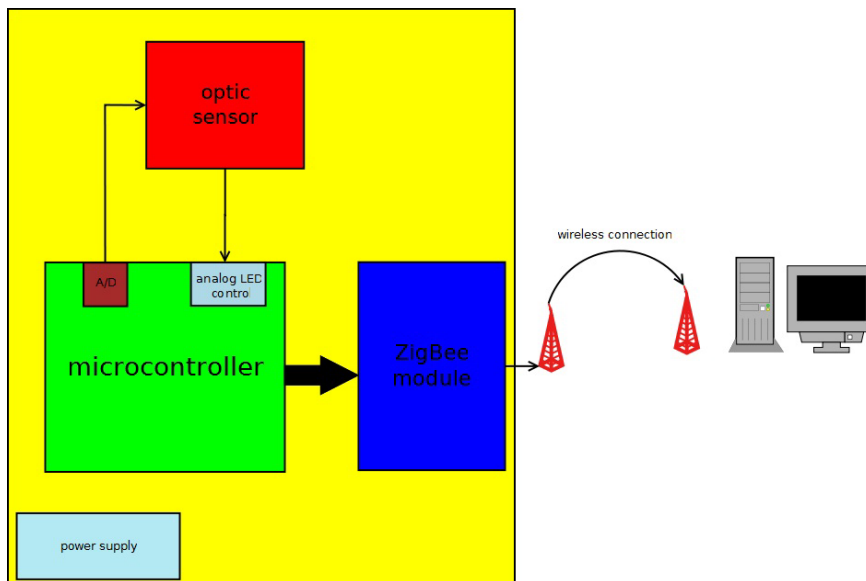 optic
sensor
wireless connection
A/D
analog LED
contro
microcontroller
ZigBee
module
power supply